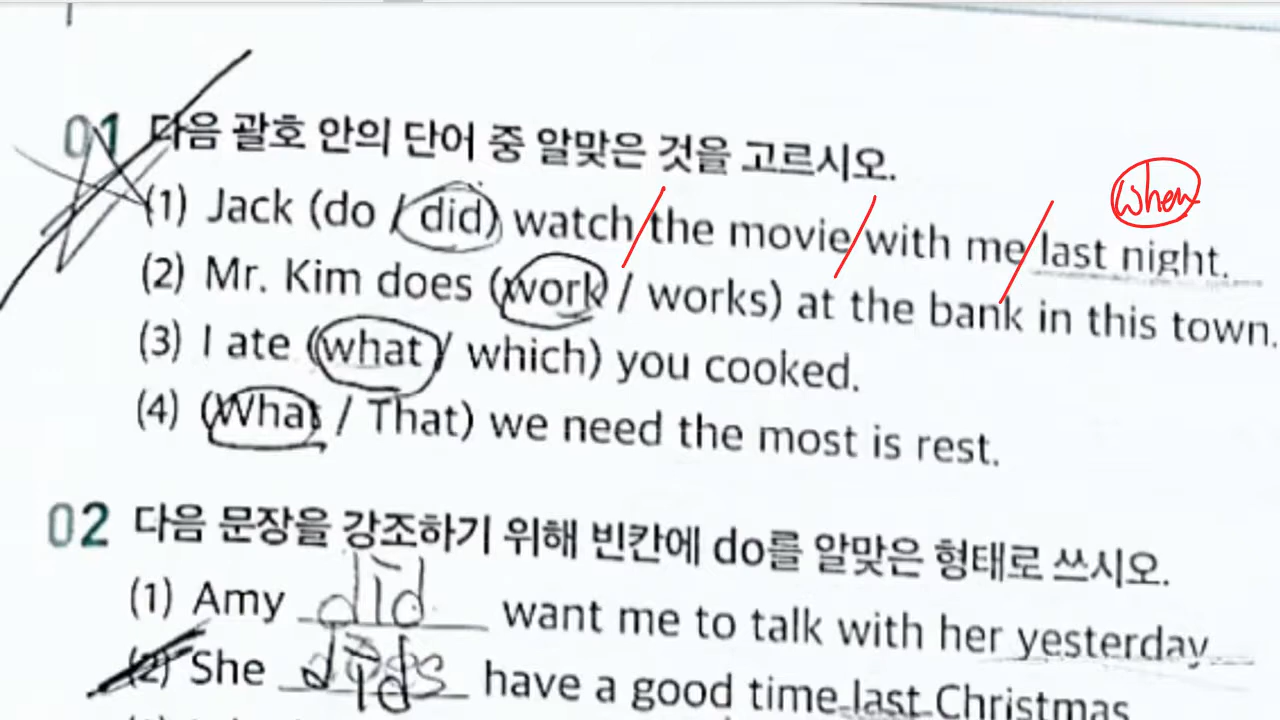 when
01 다음 괄호 안의 단어 중 알맞은 것을 고르시오.
(1) Jack (do / did) watch the movie with me last night.
(2) Mr. Kim does (work / works) at the bank in this town.
(3) I ate (what / which) you cooked.
(4) (What / That) we need the most is rest.
02 다음 문장을 강조하기 위해 빈칸에 do를 알맞은 형태로 쓰시오.
(1) Amy did want me to talk with her yesterday.
(2) She did have a good time last Christmas.